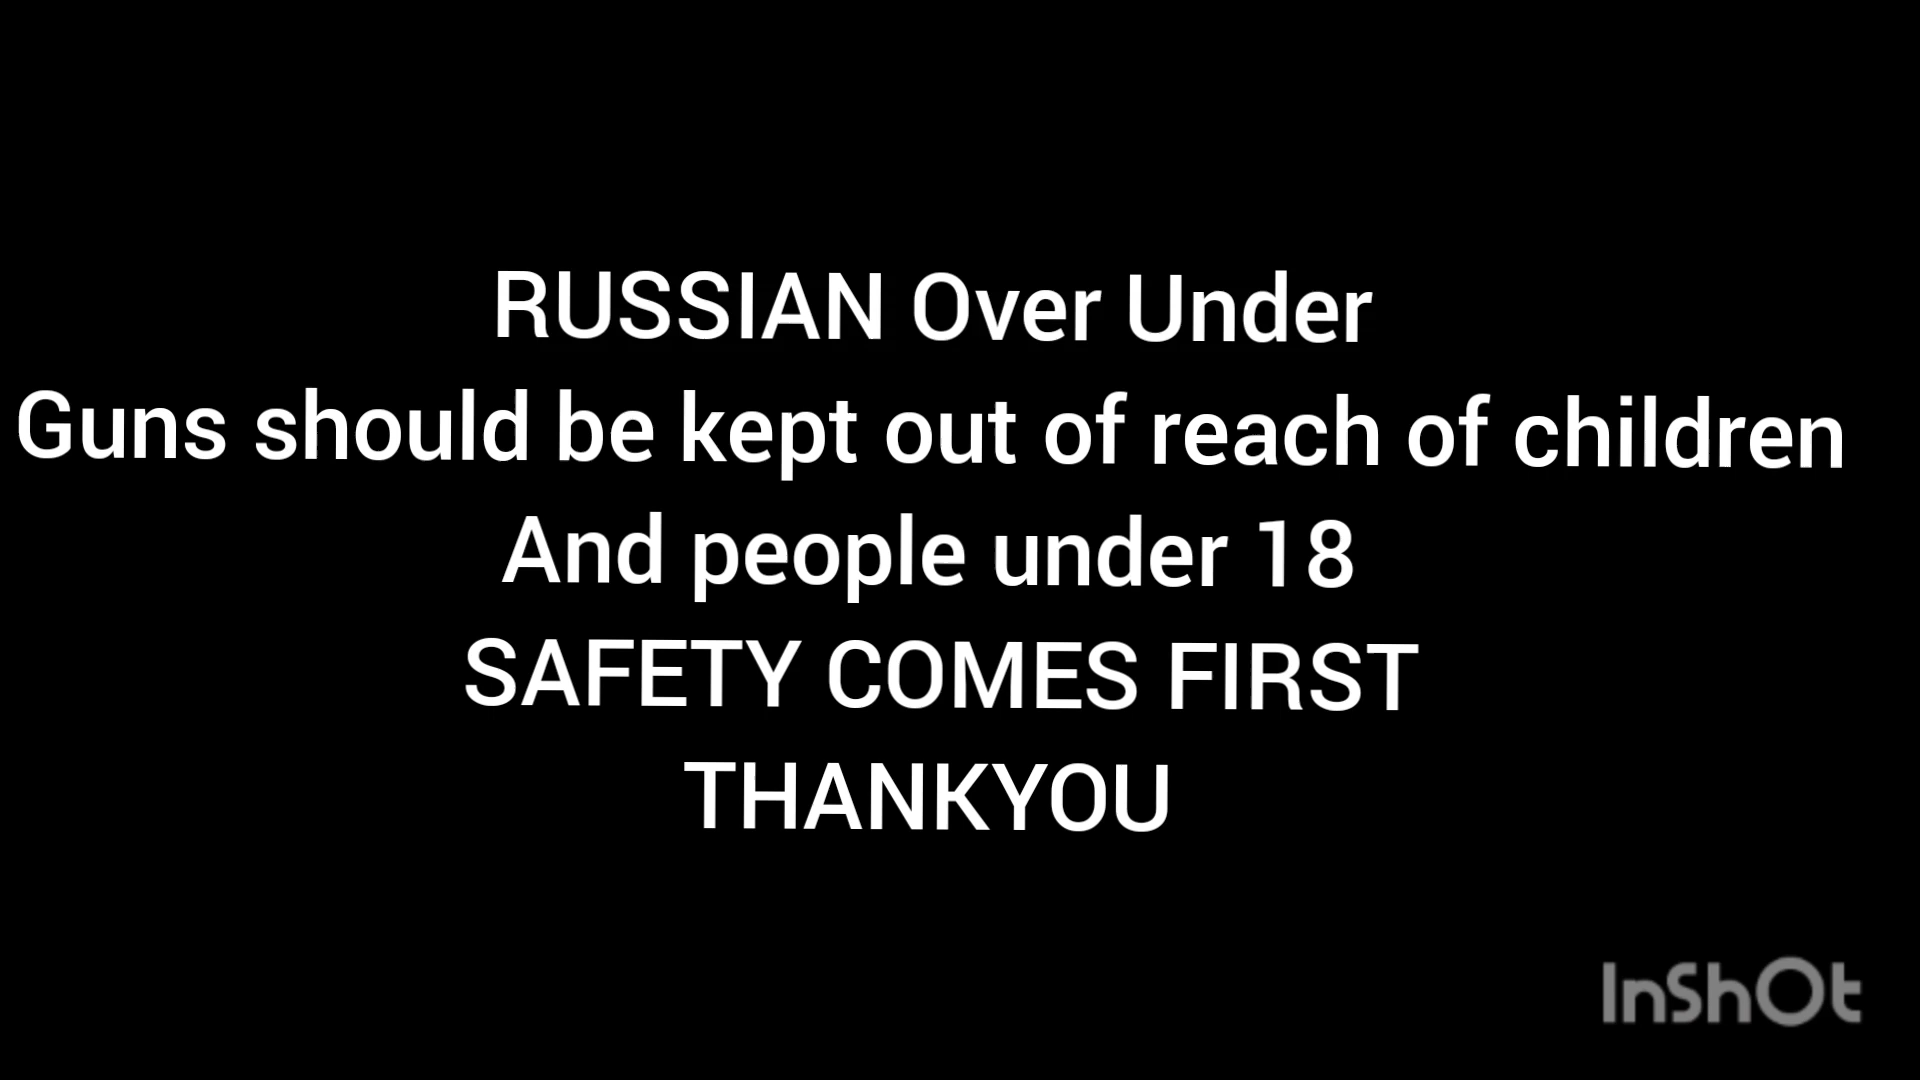 RUSSIAN Over Under
Guns should be kept out of reach of children
And people under 18
SAFETY COMES FIRST
THANKYOU
InShOt